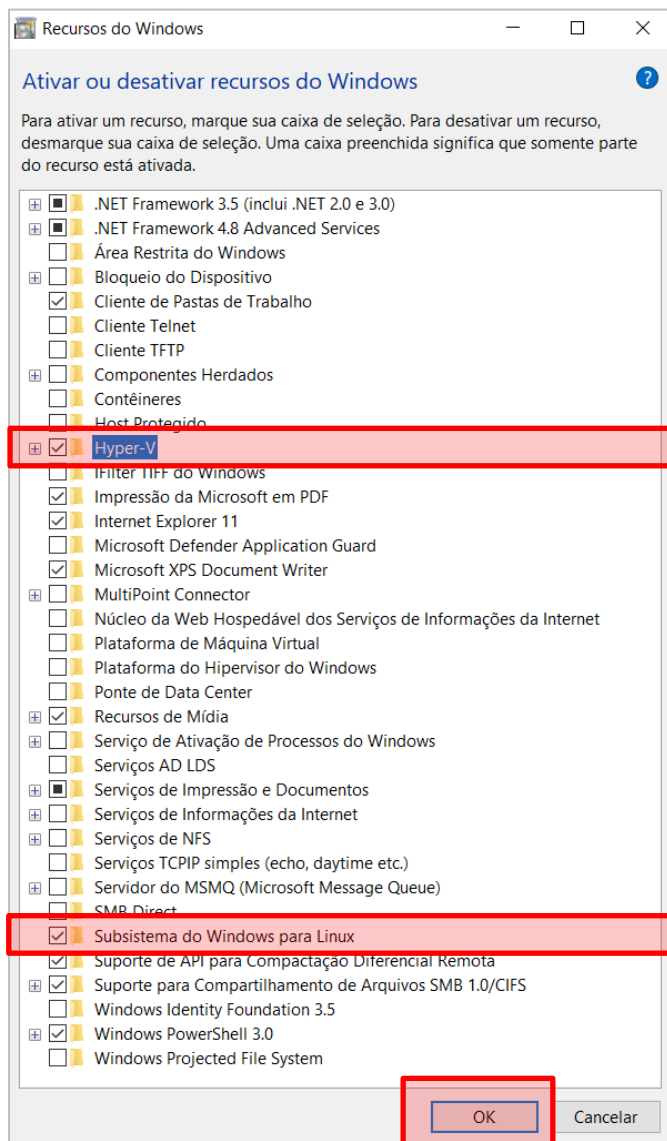 Recursos do Windows
Ativar ou desativar recursos do Windows
?
Para ativar um recurso, marque sua caixa de seleção. Para desativar um recurso,
desmarque sua caixa de seleção. Uma caixa preenchida significa que somente parte
do recurso está ativada.
.NET Framework 3.5 (inclui .NET 2.0 e 3.0)
.NET Framework 4.8 Advanced Services
Área Restrita do Windows
Bloqueio do Dispositivo
Cliente de Pastas de Trabalho
Cliente Telnet
Cliente TFTP
Componentes Herdados
Contêineres
Host Protegido
Hyper-V
IFilter TIFF do Windows
Impressão da Microsoft em PDF
Internet Explorer 11
Microsoft Defender Application Guard
Microsoft XPS Document Writer
MultiPoint Connector
Núcleo da Web Hospedável dos Serviços de Informações da Internet
Plataforma de Máquina Virtual
Plataforma do Hipervisor do Windows
Ponte de Data Center
Recursos de Mídia
Serviço de Ativação de Processos do Windows
Serviços AD LDS
Serviços de Impressão e Documentos
Serviços de Informações da Internet
Serviços de NFS
Serviços TCPIP simples (echo, daytime etc.)
Servidor do MSMQ (Microsoft Message Queue)
SMB Direct
Subsistema do Windows para Linux
Suporte de API para Compactação Diferencial Remota
Suporte para Compartilhamento de Arquivos SMB 1.0/CIFS
Windows Identity Foundation 3.5
Windows PowerShell 3.0
Windows Projected File System
OK
Cancelar